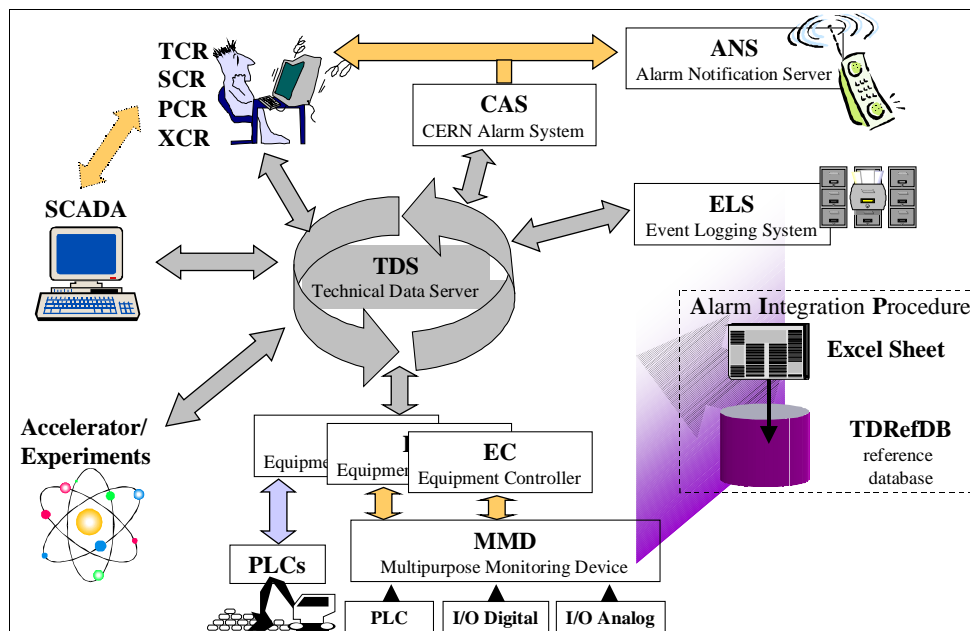 TCR
SCR
PCR
XCR
ANS
Alarm Notification Server
CAS
CERN Alarm System
SCADA
ELS
Event Logging System
TDS
Technical Data Server
Alarm Integration Procedure
Excel Sheet
TDRefDB
reference
database
Accelerator/
Experiments
EC
Equipment Controller
MMD
Multipurpose Monitoring Device
PLCs
PLC
I/O Digital
I/O Analog